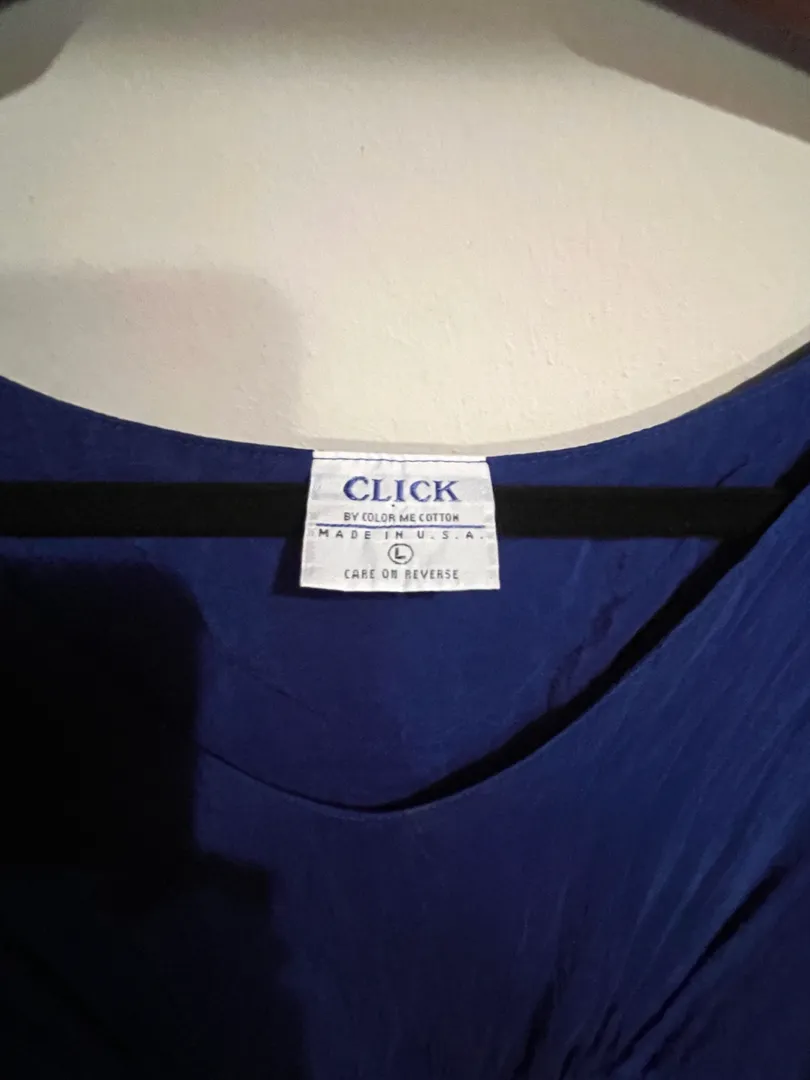 CLICK
BY COLOR ME COTTON
MADE IN U.S.A.
L
CARE ON REVERSE